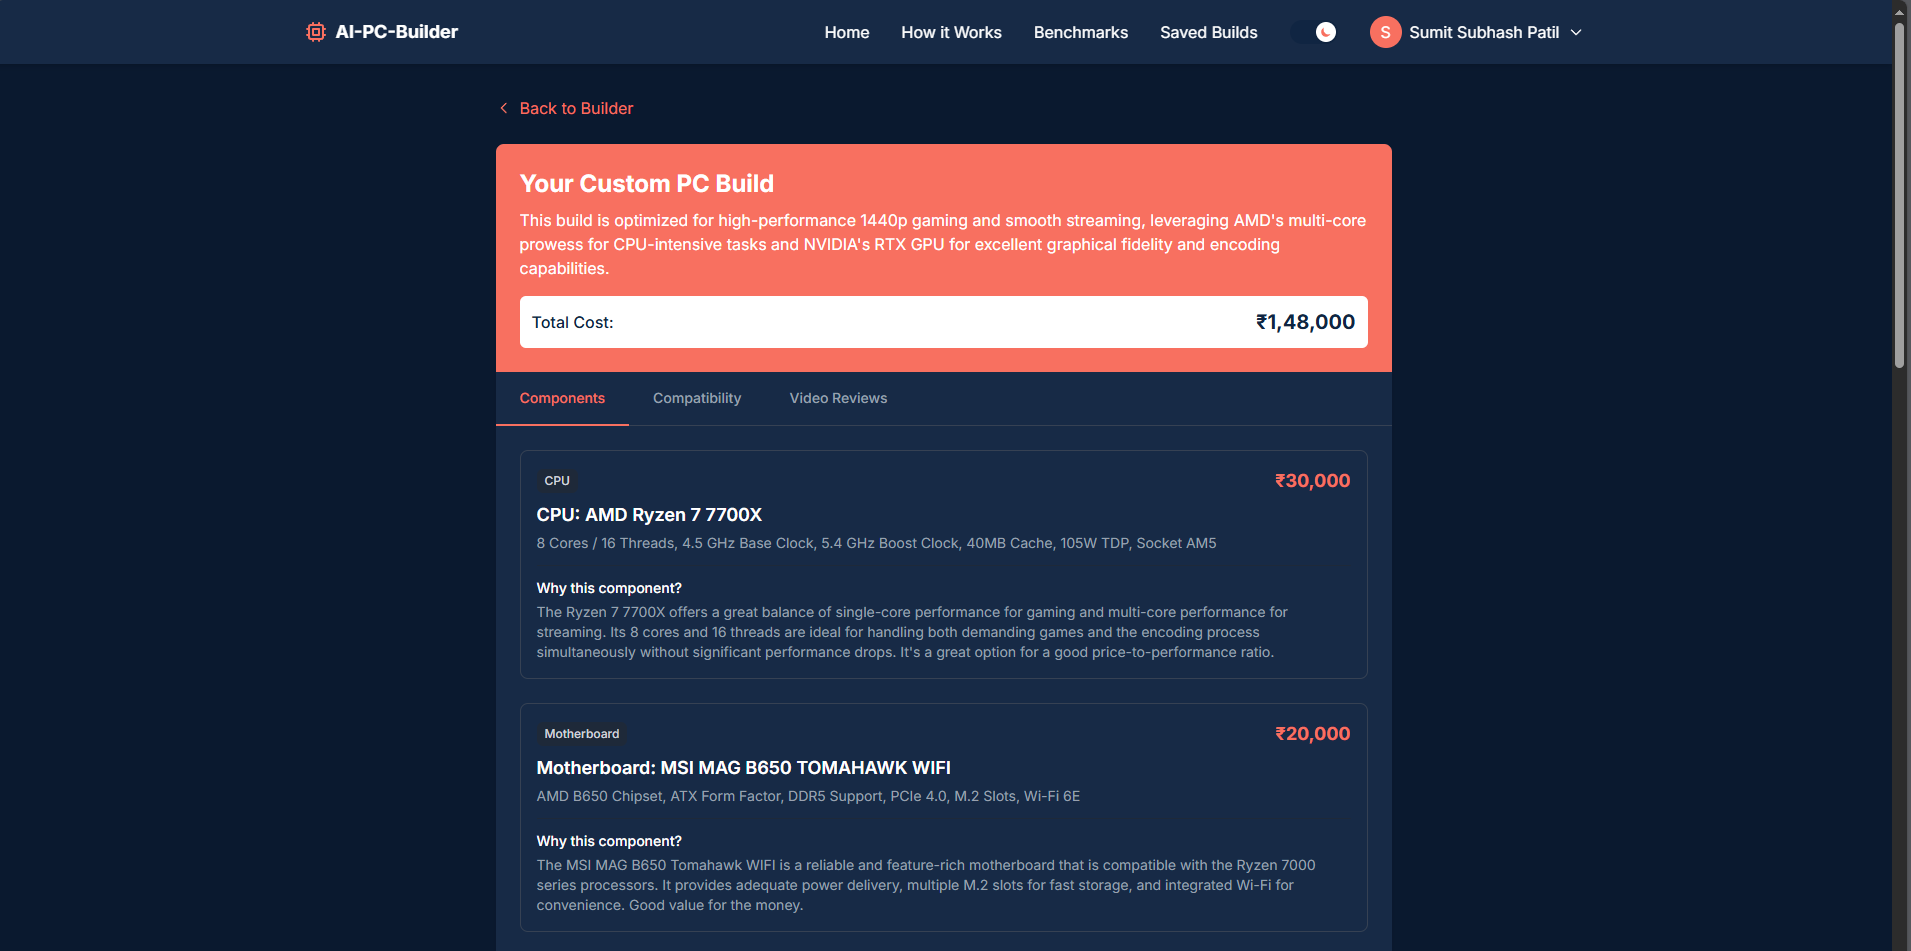 AI-PC-Builder
Home
How it Works
Benchmarks
Saved Builds
S
Sumit Subhash Patil
Back to Builder
Your Custom PC Build
This build is optimized for high-performance 1440p gaming and smooth streaming, leveraging AMD's multi-core
prowess for CPU-intensive tasks and NVIDIA's RTX GPU for excellent graphical fidelity and encoding
capabilities.
Total Cost: ₹1,48,000
Components
Compatibility
Video Reviews
CPU ₹30,000
CPU: AMD Ryzen 7 7700X
8 Cores / 16 Threads, 4.5 GHz Base Clock, 5.4 GHz Boost Clock, 40MB Cache, 105W TDP, Socket AM5
Why this component?
The Ryzen 7 7700X offers a great balance of single-core performance for gaming and multi-core performance for
streaming. Its 8 cores and 16 threads are ideal for handling both demanding games and the encoding process
simultaneously without significant performance drops. It's a great option for a good price-to-performance ratio.
Motherboard ₹20,000
Motherboard: MSI MAG B650 TOMAHAWK WIFI
AMD B650 Chipset, ATX Form Factor, DDR5 Support, PCIe 4.0, M.2 Slots, Wi-Fi 6E
Why this component?
The MSI MAG B650 Tomahawk WIFI is a reliable and feature-rich motherboard that is compatible with the Ryzen 7000
series processors. It provides adequate power delivery, multiple M.2 slots for fast storage, and integrated Wi-Fi for
convenience. Good value for the money.